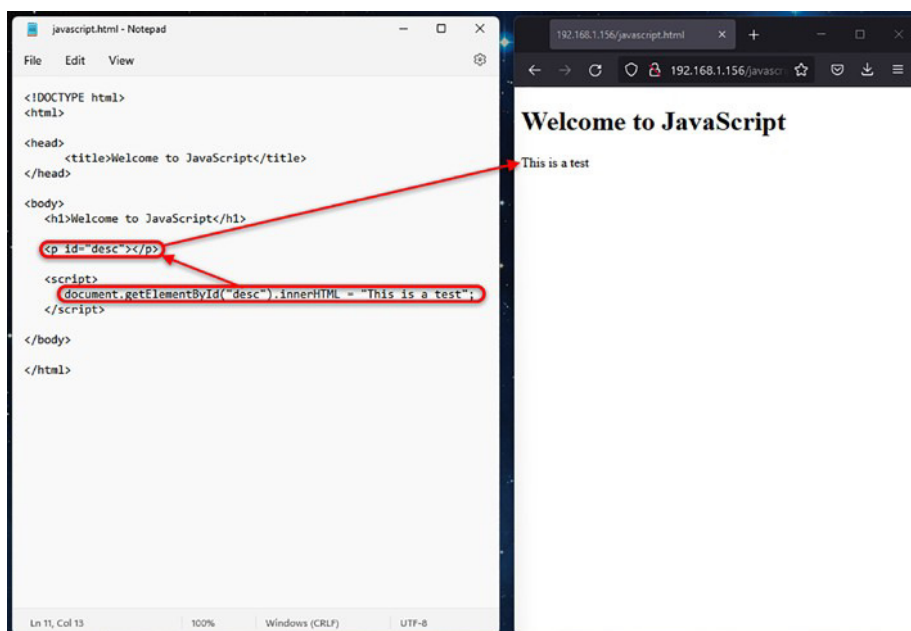 javascript.html - Notepad
File Edit View
<!DOCTYPE html>
<html>
<head>
<title>Welcome to JavaScript</title>
</head>
<body>
<h1>Welcome to JavaScript</h1>
<p id="desc"></p>
<script>
document.getElementById("desc").innerHTML = "This is a test";
</script>
</body>
</html>
Ln 11, Col 13 100% Windows (CRLF) UTF-8
192.168.1.156/javascript.html
192.168.1.156/javascr
Welcome to JavaScript
This is a test